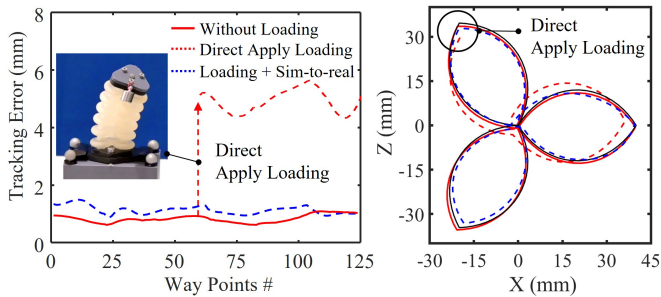 Tracking Error (mm)
8
6
4
2
0
Without Loading
Direct Apply Loading
Loading + Sim-to-real
Direct
Apply Loading
0
25
50
75
100
125
Way Points #
Z (mm)
30
15
0
-15
-30
Direct
Apply Loading
-30
-15
0
15
30
45
X (mm)